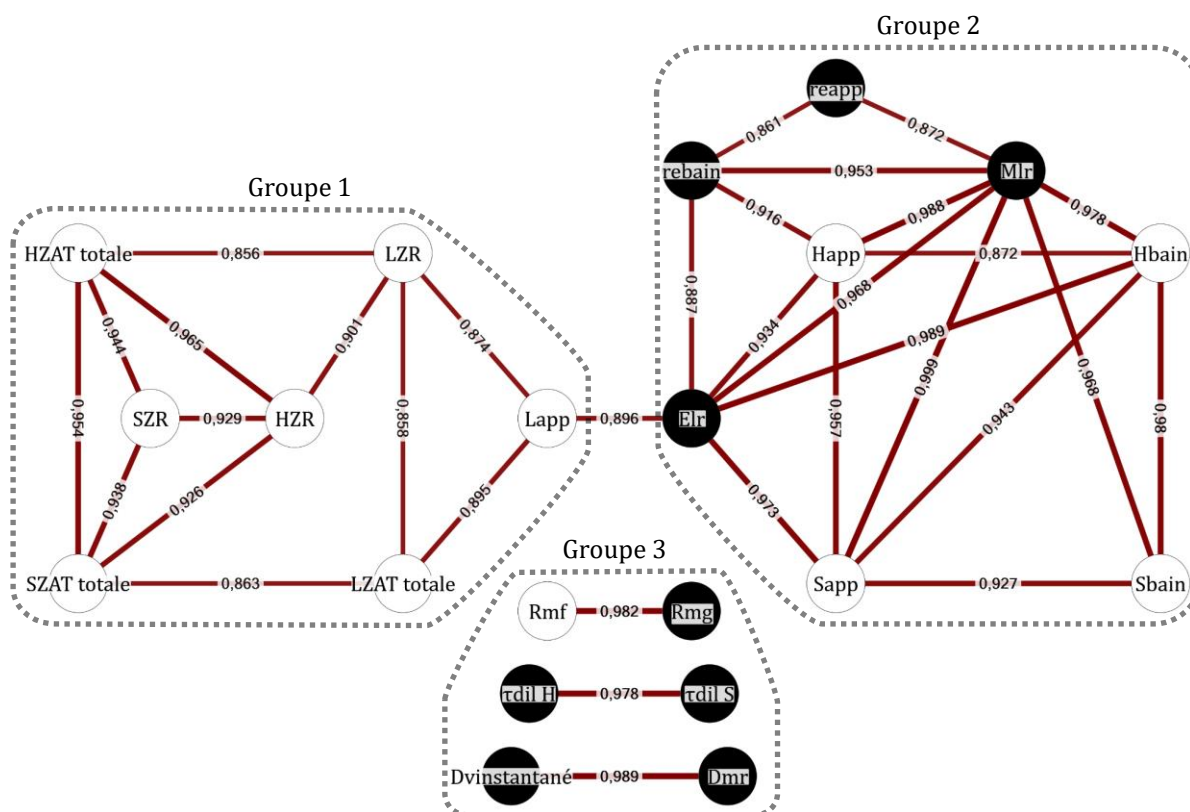 Groupe 2
reapp
0,861
0,872
rebain
0,953
Mlr
Groupe 1
0,916
0,988
0,978
HZAT totale
0,856
LZR
Happ
0,872
Hbain
0,887
0,968
0,944
0,965
0,901
0,874
0,934
0,989
0,954
SZR
0,929
HZR
0,858
Lapp
0,896
Elr
0,999
0,957
0,943
0,968
0,98
0,938
0,926
0,895
0,973
Groupe 3
SZAT totale
0,863
LZAT totale
Sapp
0,927
Sbain
Rmf
0,982
Rmg
τdil H
0,978
τdil S
Dvinstantané
0,989
Dmr